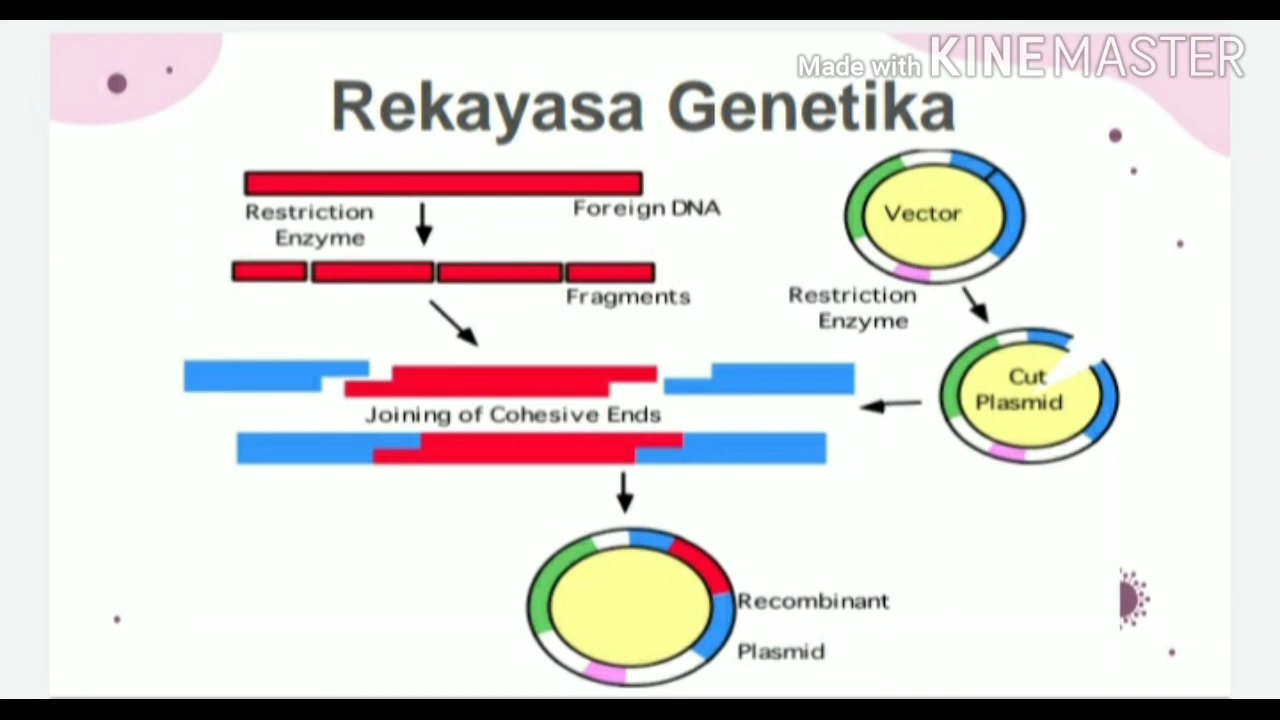 Made with KINEMASTER
Rekayasa Genetika
Restriction
Enzyme
Foreign DNA
Fragments
Vector
Restriction
Enzyme
Cut
Plasmid
Joining of Cohesive Ends
Recombinant
Plasmid